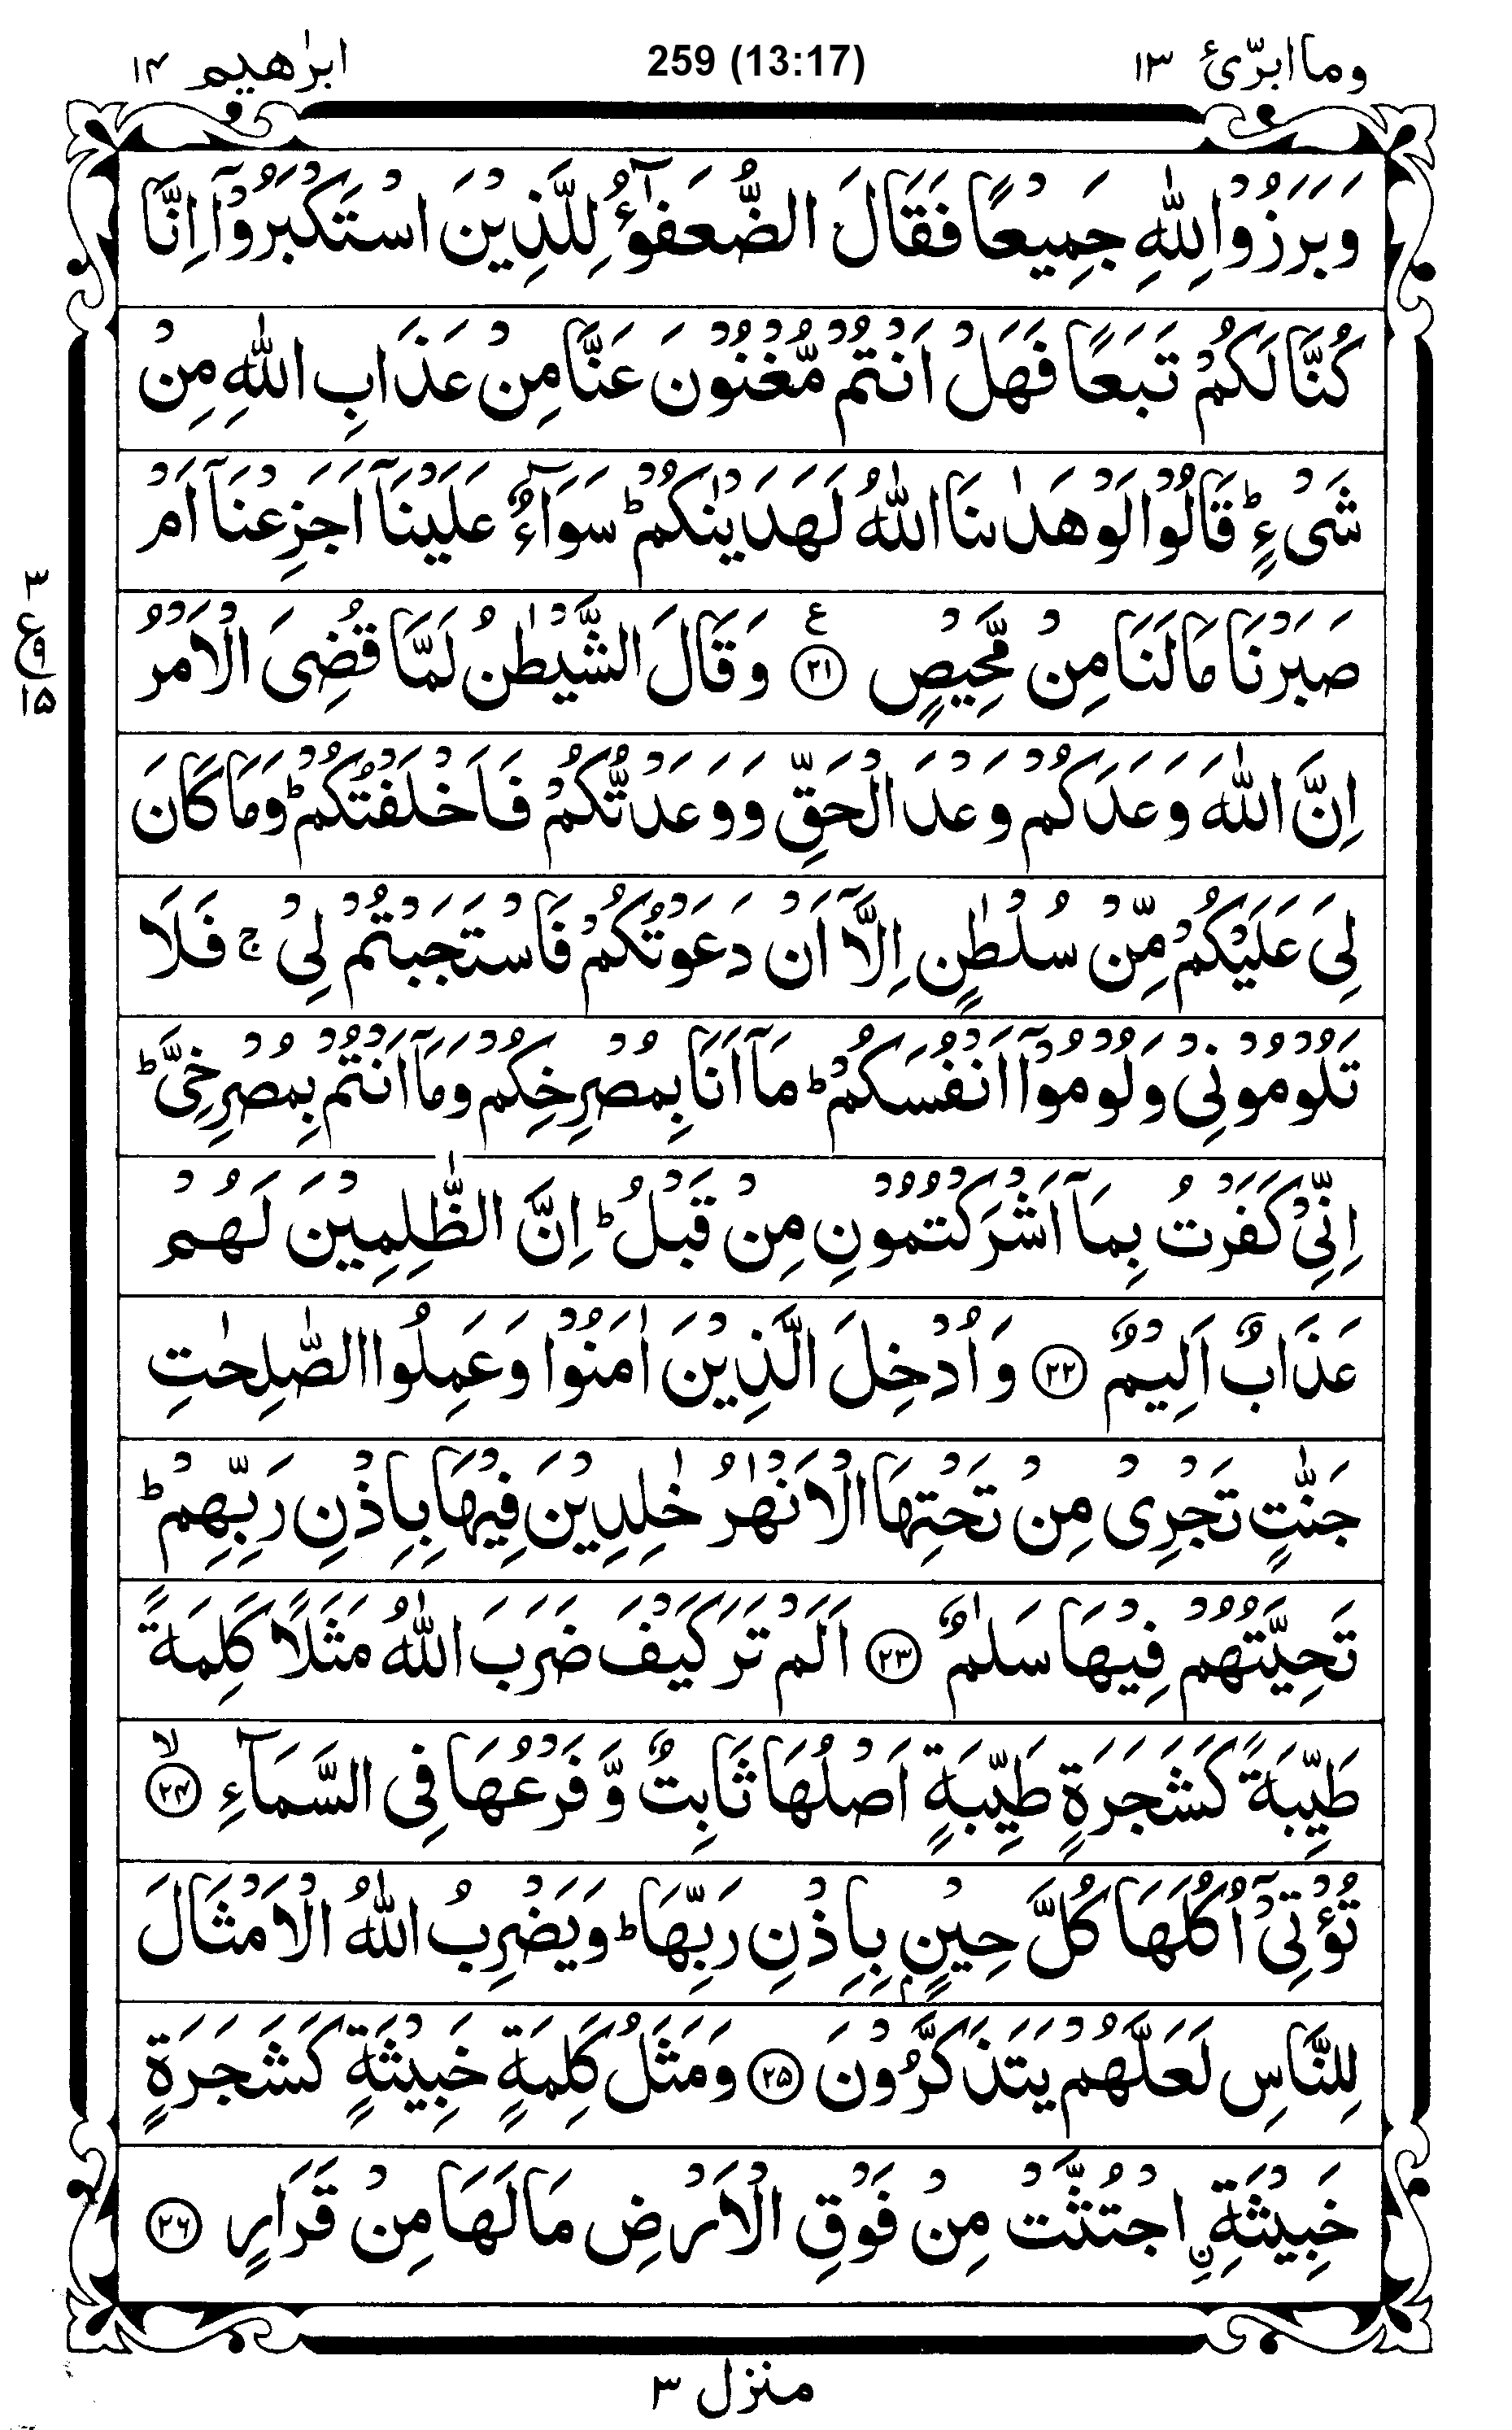 وما ابرّئ ١٣
259 (13:17)
ابرٰهيم ١٤
وَبَرَزُوْا لِلّٰهِ جَمِيْعًا فَقَالَ الضُّعَفٰٓؤُا لِلَّذِيْنَ اسْتَكْبَرُوْۤا اِنَّا
كُنَّا لَكُمْ تَبَعًا فَهَلْ اَنْتُمْ مُّغْنُوْنَ عَنَّا مِنْ عَذَابِ اللّٰهِ مِنْ
شَىْءٍ ؕ قَالُوْا لَوْ هَدٰىنَا اللّٰهُ لَهَدَيْنٰكُمْ ؕ سَوَآءٌ عَلَيْنَاۤ اَجَزِعْنَاۤ اَمْ
صَبَرْنَا مَا لَنَا مِنْ مَّحِيْصٍ ۝٢١ ع وَقَالَ الشَّيْطٰنُ لَمَّا قُضِىَ الْاَمْرُ
اِنَّ اللّٰهَ وَعَدَكُمْ وَعْدَ الْحَقِّ وَوَعَدْتُّكُمْ فَاَخْلَفْتُكُمْ ؕ وَمَا كَانَ
لِىَ عَلَيْكُمْ مِّنْ سُلْطٰنٍ اِلَّاۤ اَنْ دَعَوْتُكُمْ فَاسْتَجَبْتُمْ لِىْ ۚ فَلَا
تَلُوْمُوْنِىْ وَلُوْمُوْۤا اَنْفُسَكُمْ ؕ مَاۤ اَنَا بِمُصْرِخِكُمْ وَمَاۤ اَنْتُمْ بِمُصْرِخِىَّ ؕ
اِنِّىْ كَفَرْتُ بِمَاۤ اَشْرَكْتُمُوْنِ مِنْ قَبْلُ ؕ اِنَّ الظّٰلِمِيْنَ لَهُمْ
عَذَابٌ اَلِيْمٌ ۝٢٢ وَاُدْخِلَ الَّذِيْنَ اٰمَنُوْا وَعَمِلُوا الصّٰلِحٰتِ
جَنّٰتٍ تَجْرِىْ مِنْ تَحْتِهَا الْاَنْهٰرُ خٰلِدِيْنَ فِيْهَا بِاِذْنِ رَبِّهِمْ ؕ
تَحِيَّتُهُمْ فِيْهَا سَلٰمٌ ۝٢٣ اَلَمْ تَرَ كَيْفَ ضَرَبَ اللّٰهُ مَثَلًا كَلِمَةً
طَيِّبَةً كَشَجَرَةٍ طَيِّبَةٍ اَصْلُهَا ثَابِتٌ وَّفَرْعُهَا فِى السَّمَآءِ ۙ ۝٢٤
تُؤْتِىْۤ اُكُلَهَا كُلَّ حِيْنٍۭ بِاِذْنِ رَبِّهَا ؕ وَيَضْرِبُ اللّٰهُ الْاَمْثَالَ
لِلنَّاسِ لَعَلَّهُمْ يَتَذَكَّرُوْنَ ۝٢٥ وَمَثَلُ كَلِمَةٍ خَبِيْثَةٍ كَشَجَرَةٍ
خَبِيْثَةِ ِۨ اجْتُثَّتْ مِنْ فَوْقِ الْاَرْضِ مَا لَهَا مِنْ قَرَارٍ ۝٢٦
٣
ع
٩
١٥
منزل ٣